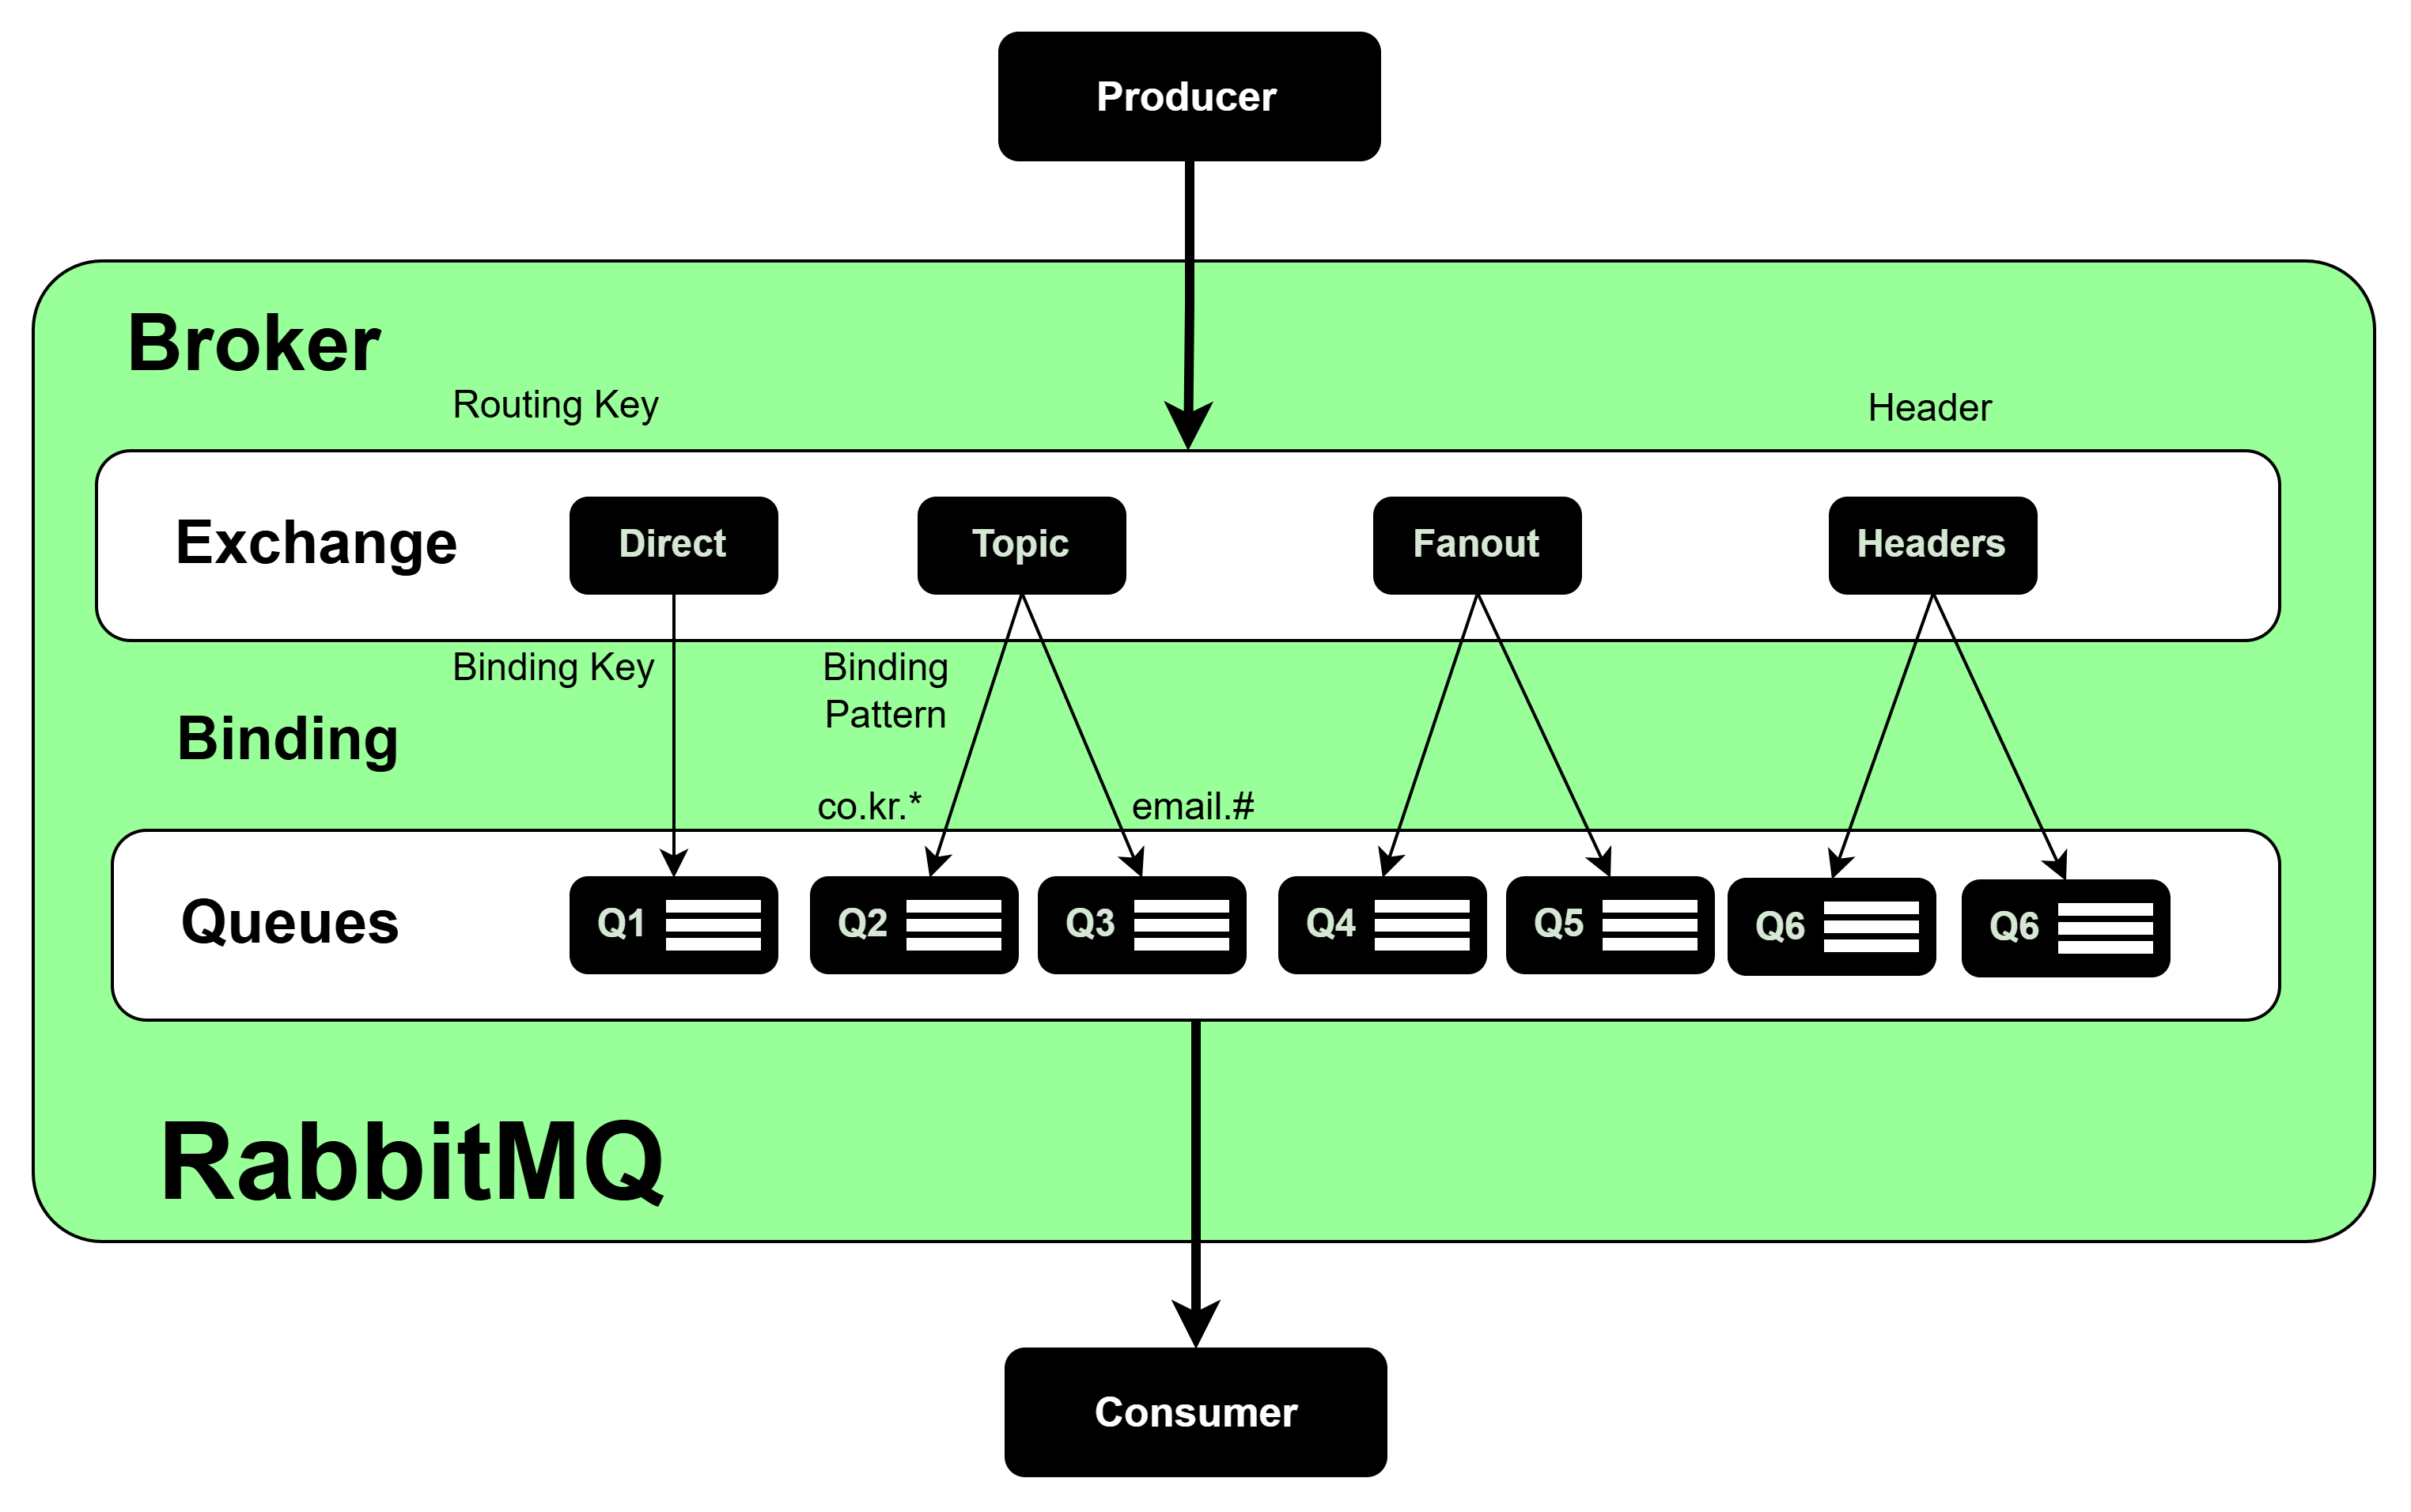 Producer
Broker
Routing Key
Header
Exchange
Direct
Topic
Fanout
Headers
Binding Key
Binding
Pattern
Binding
co.kr.*
email.#
Queues
Q1
Q2
Q3
Q4
Q5
Q6
Q6
RabbitMQ
Consumer